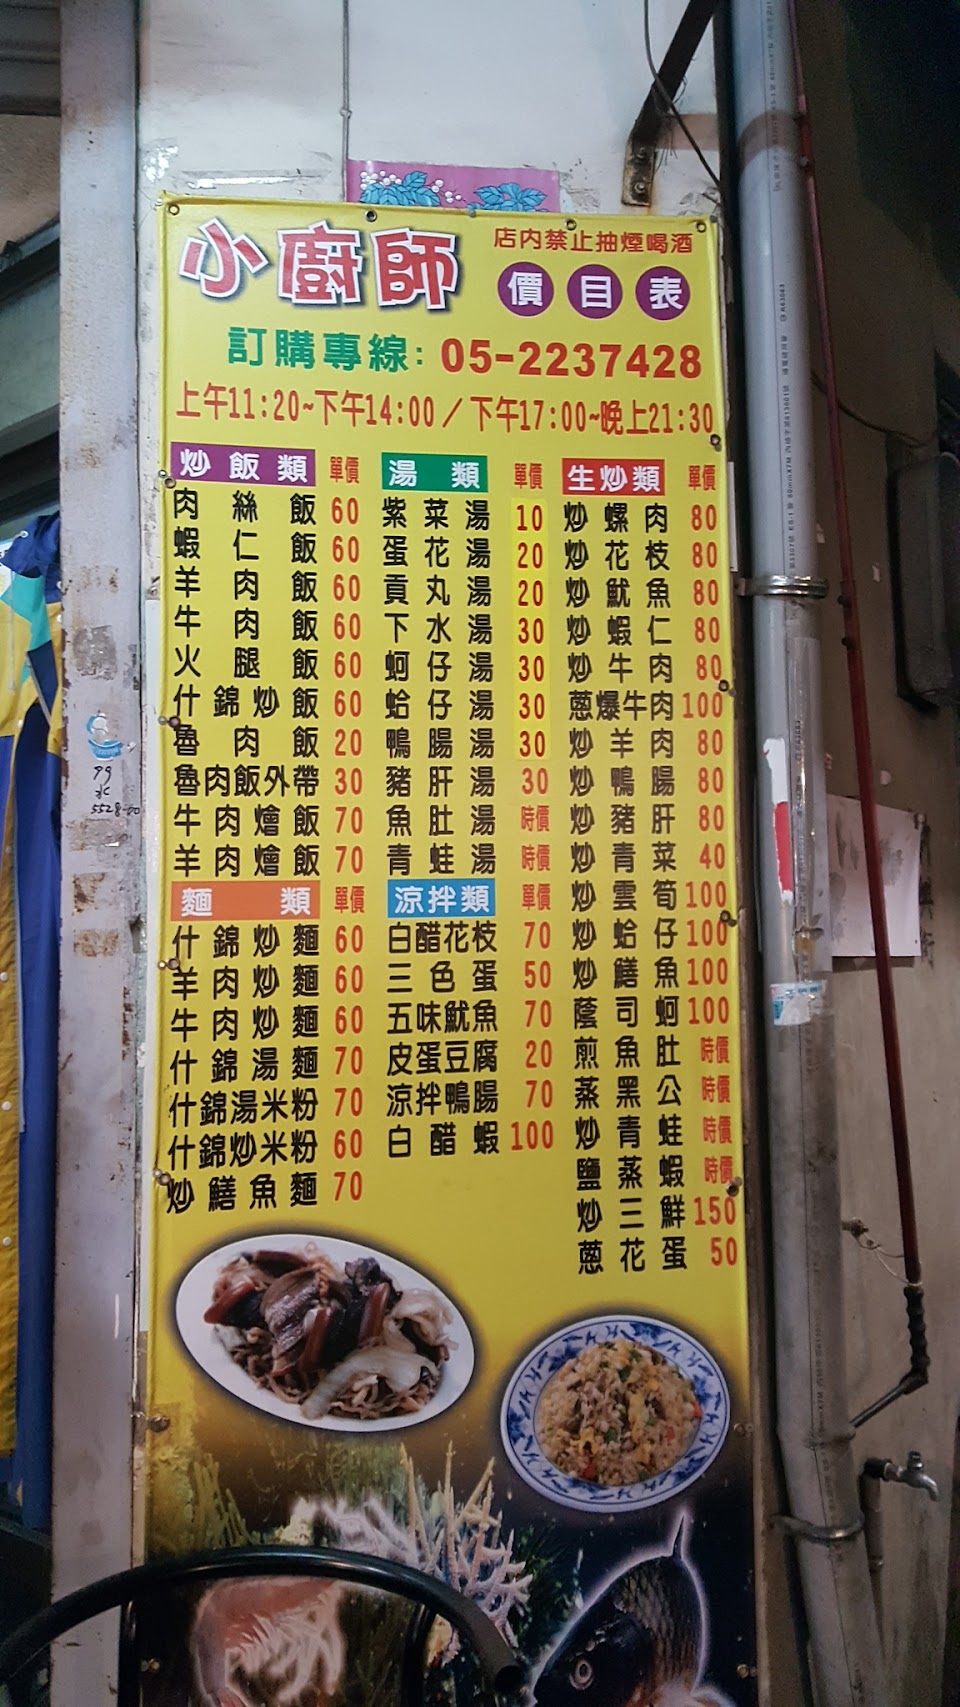 小廚師
店内禁止抽煙喝酒
價目表
訂購專線: 05-2237428
上午11:20~下午14:00 / 下午17:00~晚上21:30
炒飯類 單價
肉絲飯 60
蝦仁飯 60
羊肉飯 60
牛肉飯 60
火腿飯 60
什錦炒飯 60
魯肉飯 20
魯肉飯外帶 30
牛肉燴飯 70
羊肉燴飯 70
麵類 單價
什錦炒麵 60
羊肉炒麵 60
牛肉炒麵 60
什錦湯麵 70
什錦湯米粉 70
什錦炒米粉 60
炒鱔魚麵 70
湯類 單價
紫菜湯 10
蛋花湯 20
貢丸湯 20
下水湯 30
蚵仔湯 30
蛤仔湯 30
鴨腸湯 30
豬肝湯 30
魚肚湯 時價
青蛙湯 時價
涼拌類 單價
白醋花枝 70
三色蛋 50
五味魷魚 70
皮蛋豆腐 20
涼拌鴨腸 70
白醋蝦 100
生炒類 單價
炒螺肉 80
炒花枝 80
炒魷魚 80
炒蝦仁 80
炒牛肉 80
蔥爆牛肉 100
炒羊肉 80
炒鴨腸 80
炒豬肝 80
炒青菜 40
炒雲筍 100
炒蛤仔 100
炒鱔魚 100
蔭司蚵 100
煎魚肚 時價
蒸黑公 時價
炒青蛙 時價
鹽蒸蝦 時價
炒三鮮 150
蔥花蛋 50